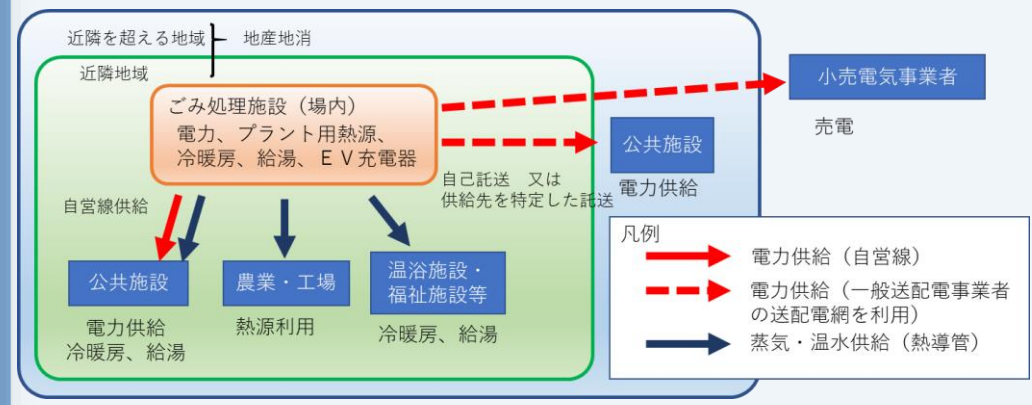 近隣を超える地域
地産地消
近隣地域
ごみ処理施設（場内）
電力、プラント用熱源、
冷暖房、給湯、ＥＶ充電器
小売電気事業者
売電
公共施設
電力供給
自己託送　又は
供給先を特定した託送
自営線供給
公共施設
電力供給
冷暖房、給湯
農業・工場
熱源利用
温浴施設・
福祉施設等
冷暖房、給湯
凡例
電力供給（自営線）
電力供給（一般送配電事業者
の送配電網を利用）
蒸気・温水供給（熱導管）